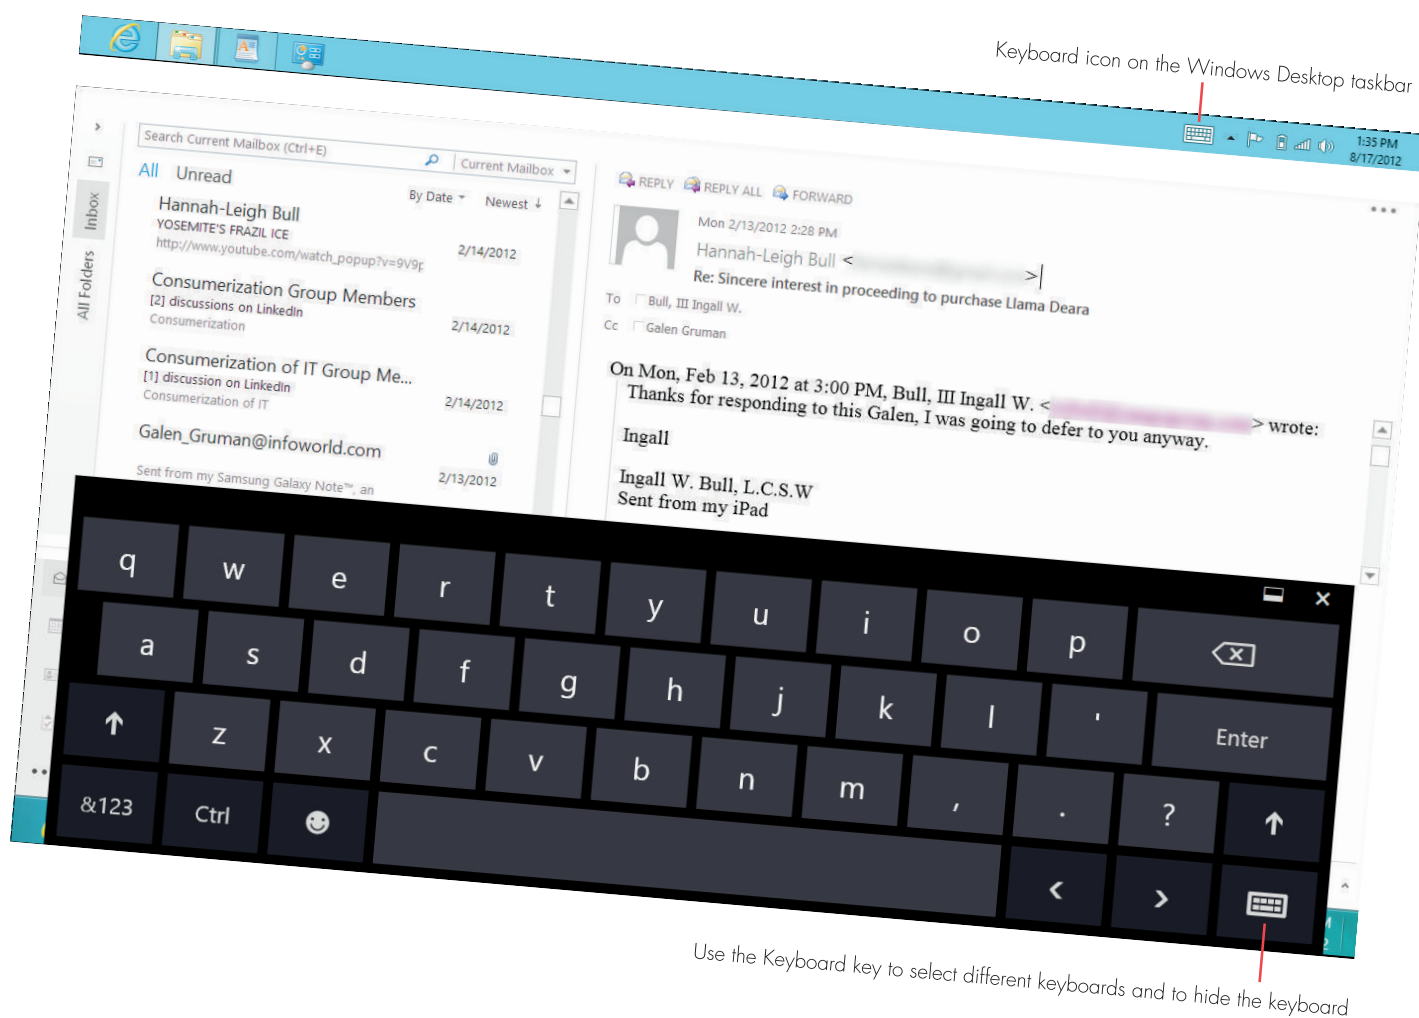 Keyboard icon on the Windows Desktop taskbar
1:35 PM
8/17/2012
Search Current Mailbox (Ctrl+E)
Current Mailbox
All Unread
By Date Newest ↓
Inbox
All Folders
Hannah-Leigh Bull
YOSEMITE'S FRAZIL ICE
2/14/2012
http://www.youtube.com/watch_popup?v=9V9p
Consumerization Group Members
[2] discussions on LinkedIn
2/14/2012
Consumerization
Consumerization of IT Group Me...
[1] discussion on LinkedIn
2/14/2012
Consumerization of IT
Galen_Gruman@infoworld.com
2/13/2012
Sent from my Samsung Galaxy Note™, an
REPLY REPLY ALL FORWARD
Mon 2/13/2012 2:28 PM
Hannah-Leigh Bull < >
Re: Sincere interest in proceeding to purchase Llama Deara
To Bull, III Ingall W.
Cc Galen Gruman
On Mon, Feb 13, 2012 at 3:00 PM, Bull, III Ingall W. < > wrote:
Thanks for responding to this Galen, I was going to defer to you anyway.
Ingall
Ingall W. Bull, L.C.S.W
Sent from my iPad
q w e r t y u i o p
a s d f g h j k l ' Enter
z x c v b n m , . ?
&123 Ctrl < >
Use the Keyboard key to select different keyboards and to hide the keyboard